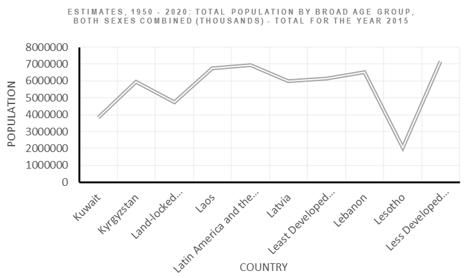 ESTIMATES, 1950 - 2020: TOTAL POPULATION BY BROAD AGE GROUP,
BOTH SEXES COMBINED (THOUSANDS) - TOTAL FOR THE YEAR 2015
8000000
7000000
6000000
5000000
4000000
3000000
2000000
1000000
0
POPULATION
Kuwait
Kyrgyzstan
Land-locked...
Laos
Latin America and the...
Latvia
Least Developed...
Lebanon
Lesotho
Less Developed...
COUNTRY